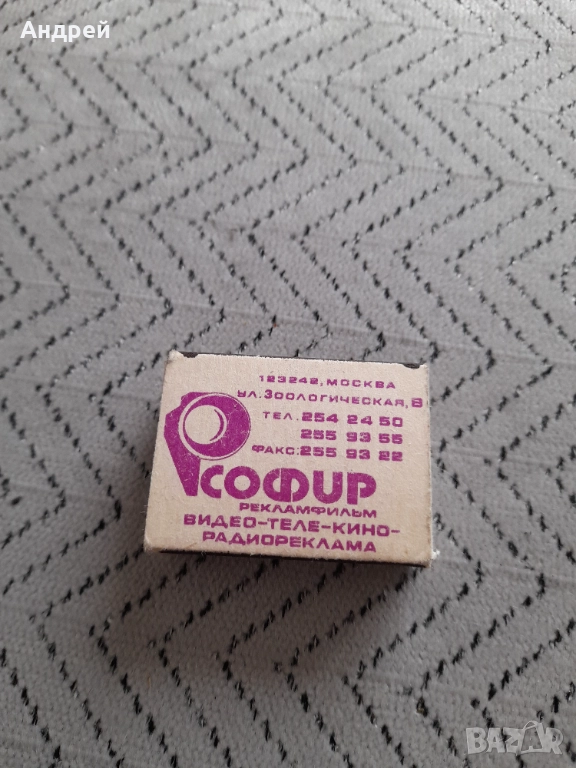 Андрей
123242, МОСКВА
УЛ. ЗООЛОГИЧЕСКАЯ, 8
ТЕЛ. 254 24 50
255 93 55
ФАКС: 255 93 22
СОФИР
РЕКЛАМФИЛЬМ
ВИДЕО-ТЕЛЕ-КИНО-
РАДИОРЕКЛАМА
BAZAR